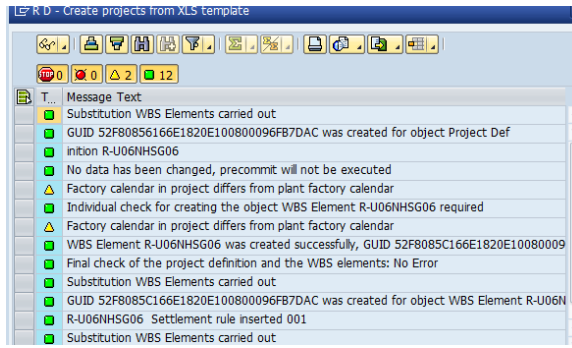 R D - Create projects from XLS template
STOP 0 0 2 12
T... Message Text
Substitution WBS Elements carried out
GUID 52F80856166E1820E100800096FB7DAC was created for object Project Def
inition R-U06NHSG06
No data has been changed, precommit will not be executed
Factory calendar in project differs from plant factory calendar
Individual check for creating the object WBS Element R-U06NHSG06 required
Factory calendar in project differs from plant factory calendar
WBS Element R-U06NHSG06 was created successfully, GUID 52F8085C166E1820E10080009
Final check of the project definition and the WBS elements: No Error
Substitution WBS Elements carried out
GUID 52F8085C166E1820E100800096FB7DAC was created for object WBS Element R-U06N
R-U06NHSG06 Settlement rule inserted 001
Substitution WBS Elements carried out